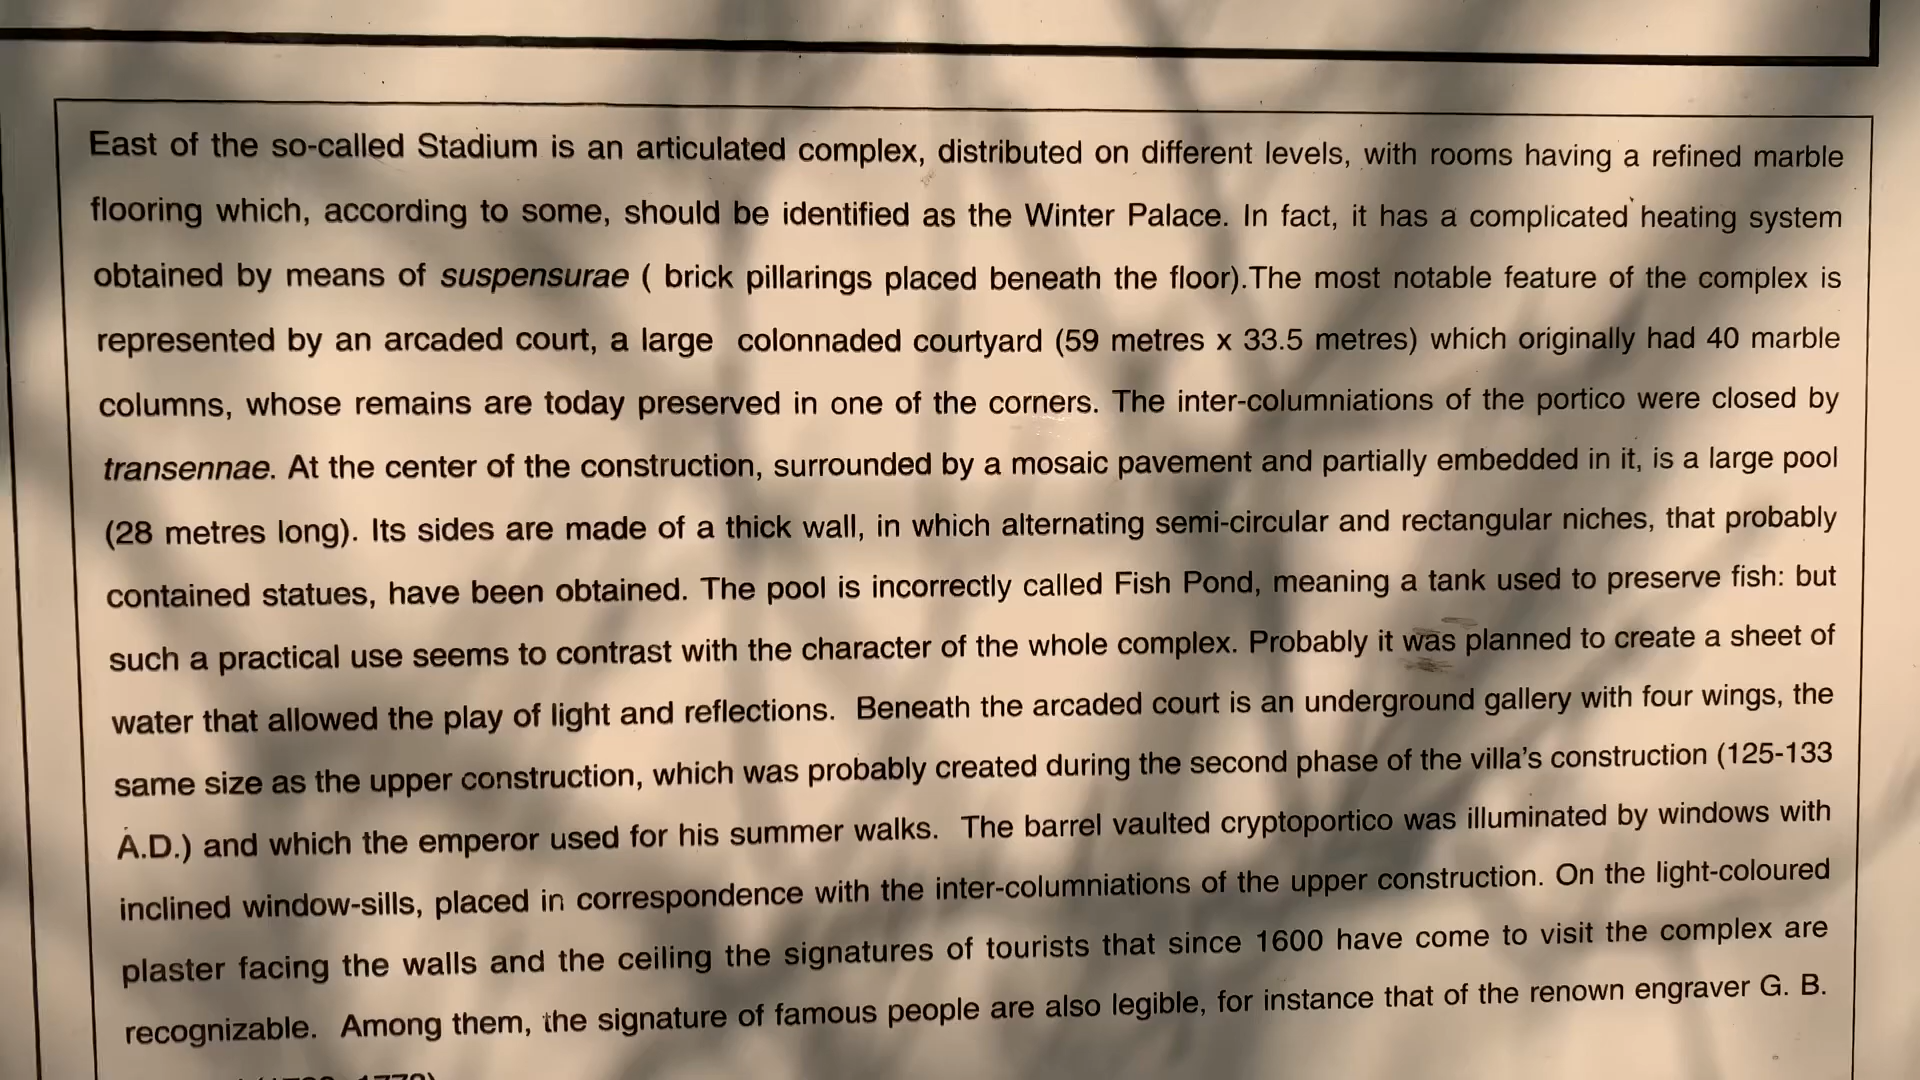 East of the so-called Stadium is an articulated complex, distributed on different levels, with rooms having a refined marble
flooring which, according to some, should be identified as the Winter Palace. In fact, it has a complicated heating system
obtained by means of suspensurae ( brick pillarings placed beneath the floor).The most notable feature of the complex is
represented by an arcaded court, a large colonnaded courtyard (59 metres x 33.5 metres) which originally had 40 marble
columns, whose remains are today preserved in one of the corners. The inter-columniations of the portico were closed by
transennae. At the center of the construction, surrounded by a mosaic pavement and partially embedded in it, is a large pool
(28 metres long). Its sides are made of a thick wall, in which alternating semi-circular and rectangular niches, that probably
contained statues, have been obtained. The pool is incorrectly called Fish Pond, meaning a tank used to preserve fish: but
such a practical use seems to contrast with the character of the whole complex. Probably it was planned to create a sheet of
water that allowed the play of light and reflections. Beneath the arcaded court is an underground gallery with four wings, the
same size as the upper construction, which was probably created during the second phase of the villa’s construction (125-133
A.D.) and which the emperor used for his summer walks. The barrel vaulted cryptoportico was illuminated by windows with
inclined window-sills, placed in correspondence with the inter-columniations of the upper construction. On the light-coloured
plaster facing the walls and the ceiling the signatures of tourists that since 1600 have come to visit the complex are
recognizable. Among them, the signature of famous people are also legible, for instance that of the renown engraver G. B.